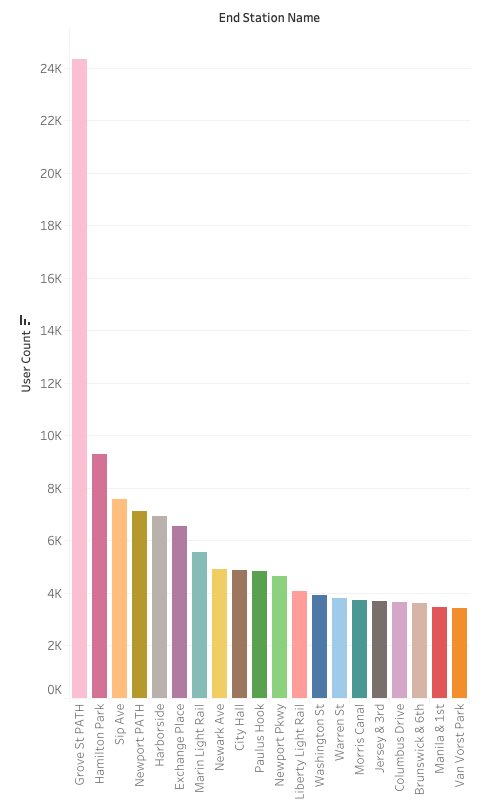 End Station Name
24K
22K
20K
18K
16K
14K
12K
10K
8K
6K
4K
2K
0K
User Count
Grove St PATH
Hamilton Park
Sip Ave
Newport PATH
Harborside
Exchange Place
Marin Light Rail
Newark Ave
City Hall
Paulus Hook
Newport Pkwy
Liberty Light Rail
Washington St
Warren St
Morris Canal
Jersey & 3rd
Columbus Drive
Brunswick & 6th
Manila & 1st
Van Vorst Park